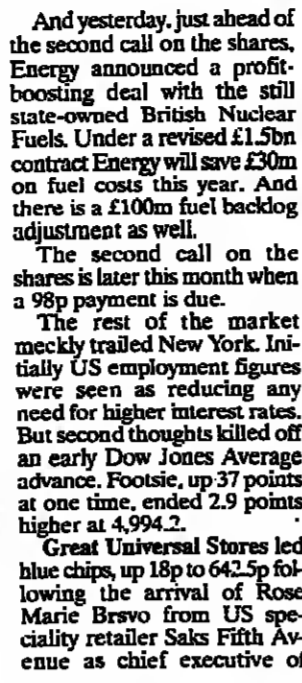 And yesterday, just ahead of
the second call on the shares,
Energy announced a profit-
boosting deal with the still
state-owned British Nuclear
Fuels. Under a revised £1.5bn
contract Energy will save £30m
on fuel costs this year. And
there is a £100m fuel backlog
adjustment as well.
The second call on the
shares is later this month when
a 98p payment is due.
The rest of the market
meekly trailed New York. Ini-
tially US employment figures
were seen as reducing any
need for higher interest rates.
But second thoughts killed off
an early Dow Jones Average
advance. Footsie, up 37 points
at one time, ended 2.9 points
higher at 4,994.2.
Great Universal Stores led
blue chips, up 18p to 642.5p fol-
lowing the arrival of Rose
Marie Brsvo from US spe-
ciality retailer Saks Fifth Av-
enue as chief executive of